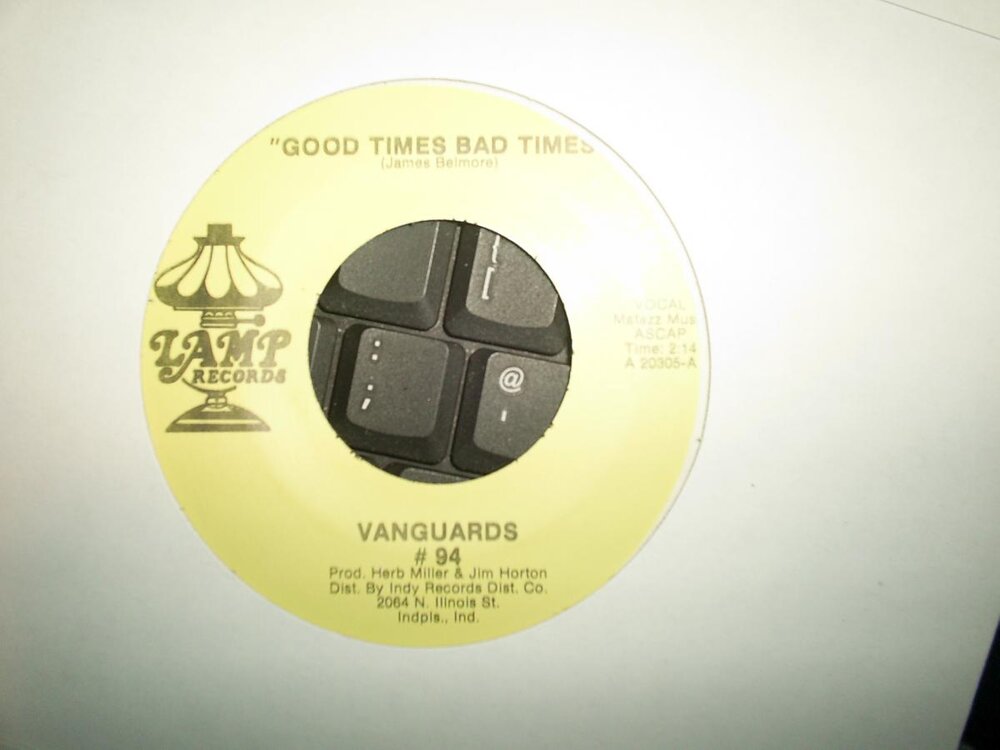 "GOOD TIMES BAD TIMES
(James Belmore)
LAMP
RECORDS
VOCAL
Matazz Mus
ASCAP
Time: 2:14
A 20305-A
{
[
:
;
@
'
VANGUARDS
# 94
Prod. Herb Miller & Jim Horton
Dist. By Indy Records Dist. Co.
2064 N. Illnois St.
Indpls., Ind.